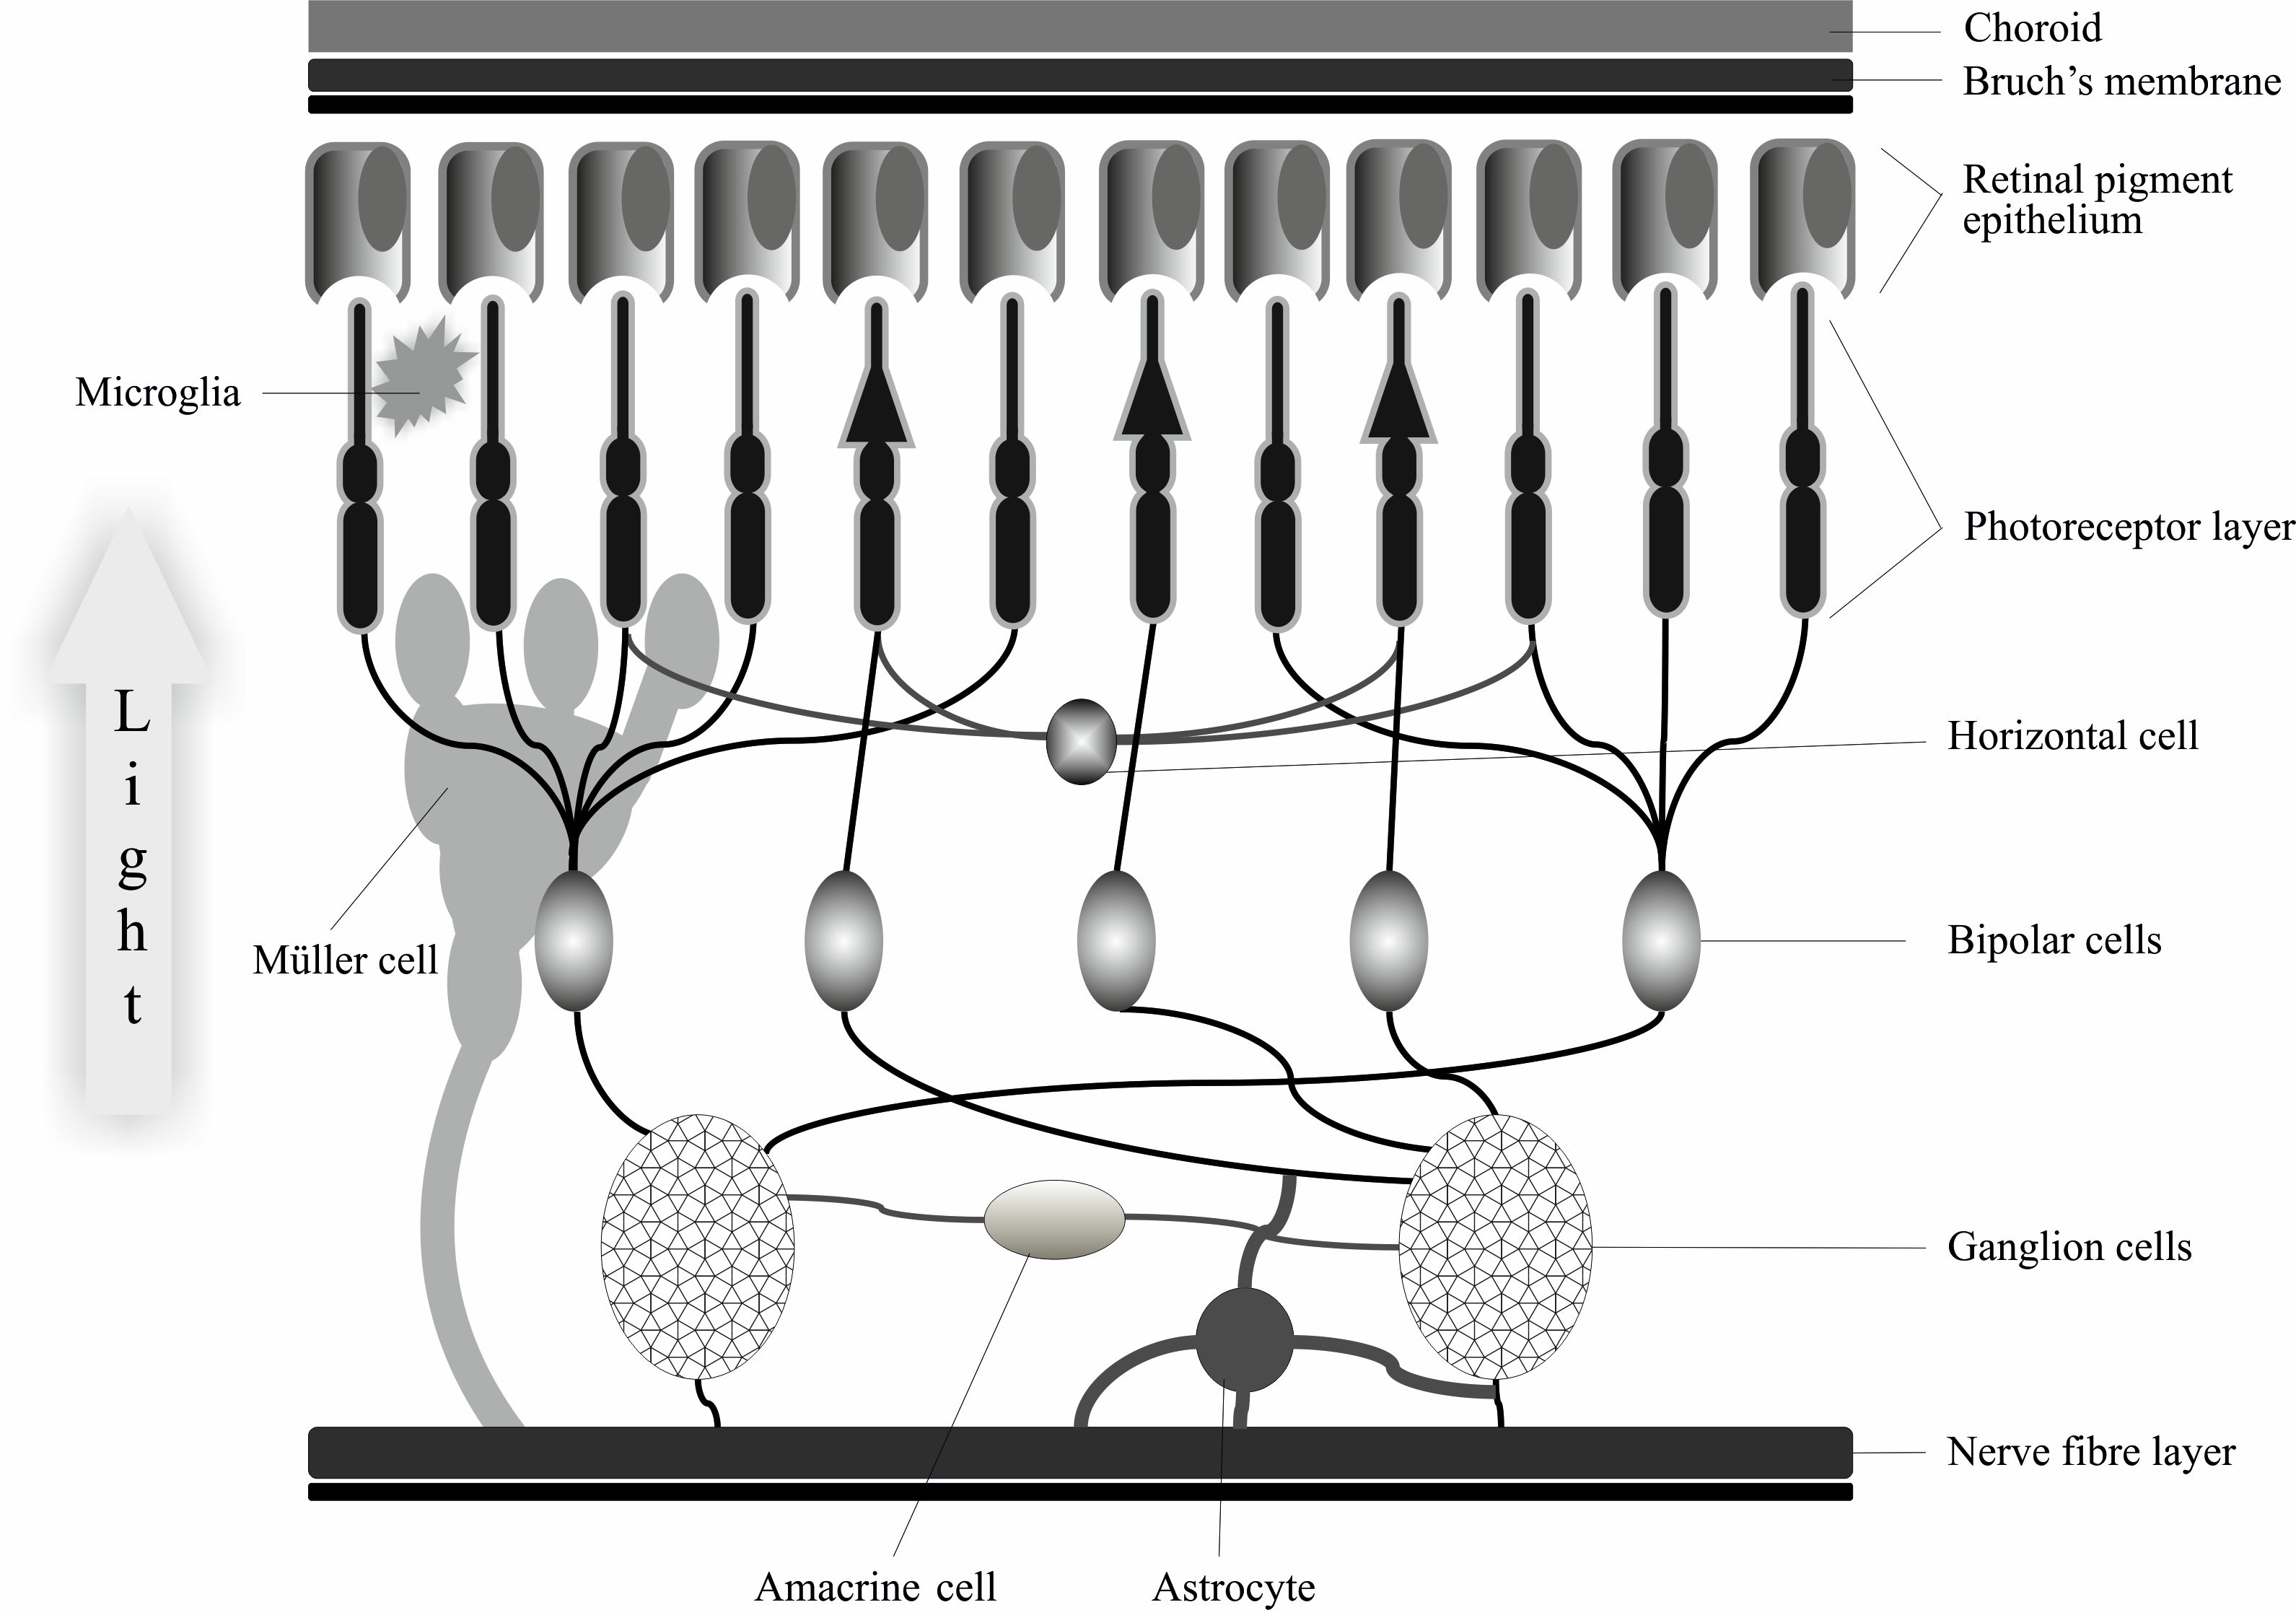 Choroid
Bruch’s membrane
Retinal pigment
epithelium
Microglia
Photoreceptor layer
Light
Horizontal cell
Müller cell
Bipolar cells
Ganglion cells
Nerve fibre layer
Amacrine cell
Astrocyte